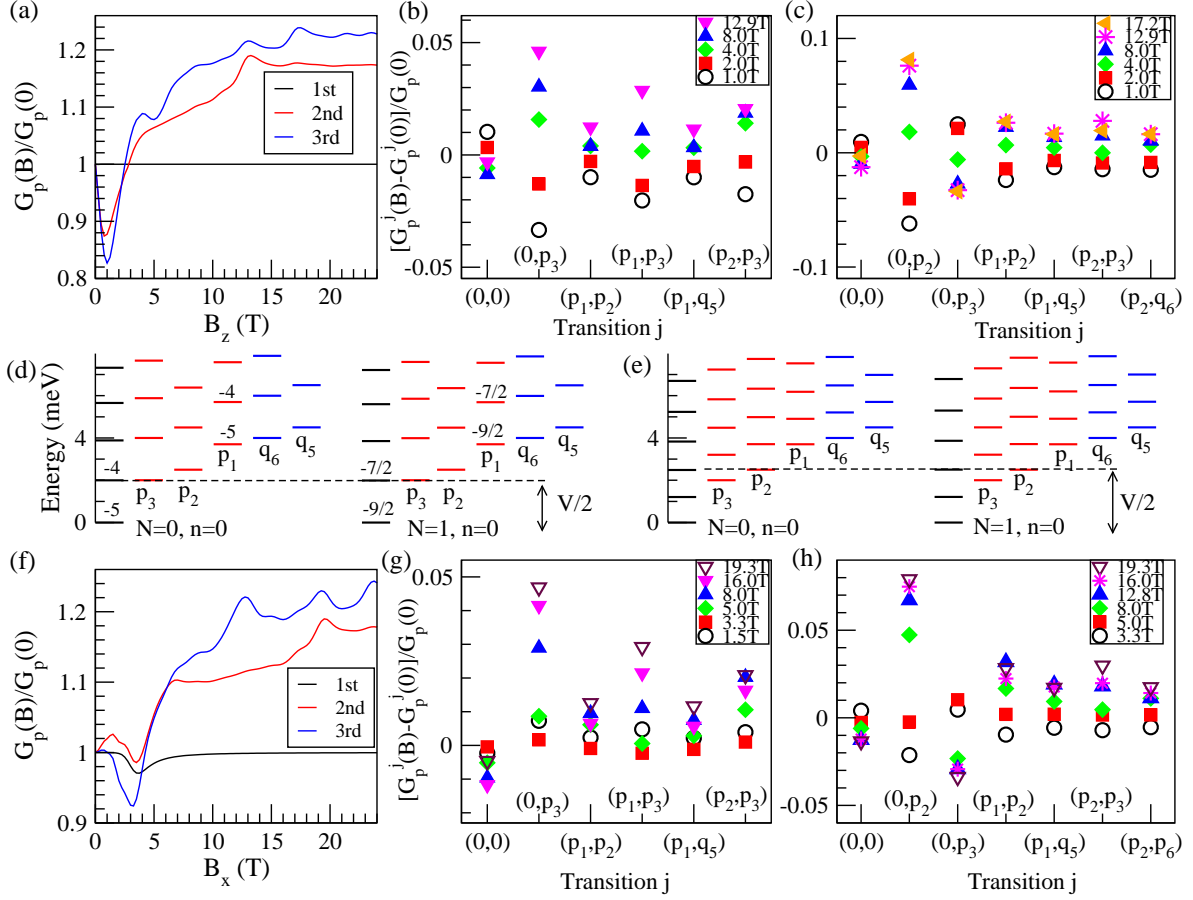 (a)
G_p(B)/G_p(0)
1.2
1.1
1
0.9
0.8
0 5 10 15 20
B_z (T)
1st
2nd
3rd
(b)
[G_p^j(B)-G_p^j(0)]/G_p(0)
0.05
0
-0.05
12.9T
8.0T
4.0T
2.0T
1.0T
(0,p_3) (p_1,p_3) (p_2,p_3)
(0,0) (p_1,p_2) (p_1,q_5)
Transition j
(c)
0.1
0
-0.1
17.2T
12.9T
8.0T
4.0T
2.0T
1.0T
(0,p_2) (p_1,p_2) (p_2,p_3)
(0,0) (0,p_3) (p_1,q_5) (p_2,q_6)
Transition j
(d)
Energy (meV)
4
0
-4 -7/2
-5 p_1 q_6 q_5 -9/2 p_1 q_6 q_5
-4 p_3 p_2 -7/2 p_3 p_2
-5 -9/2
V/2
N=0, n=0 N=1, n=0
(e)
4
0
p_3 p_2 p_1 q_6 q_5 p_3 p_2 p_1 q_6 q_5
V/2
N=0, n=0 N=1, n=0
(f)
G_p(B)/G_p(0)
1.2
1.1
1
0.9
0 5 10 15 20
B_x (T)
1st
2nd
3rd
(g)
[G_p^j(B)-G_p^j(0)]/G_p(0)
0.05
0
19.3T
16.0T
8.0T
5.0T
3.3T
1.5T
(0,p_3) (p_1,p_3) (p_2,p_3)
(0,0) (p_1,p_2) (p_1,q_5)
Transition j
(h)
0.05
0
-0.05
19.3T
16.0T
12.8T
8.0T
5.0T
3.3T
(0,p_2) (p_1,p_2) (p_2,p_3)
(0,0) (0,p_3) (p_1,q_5) (p_2,p_6)
Transition j